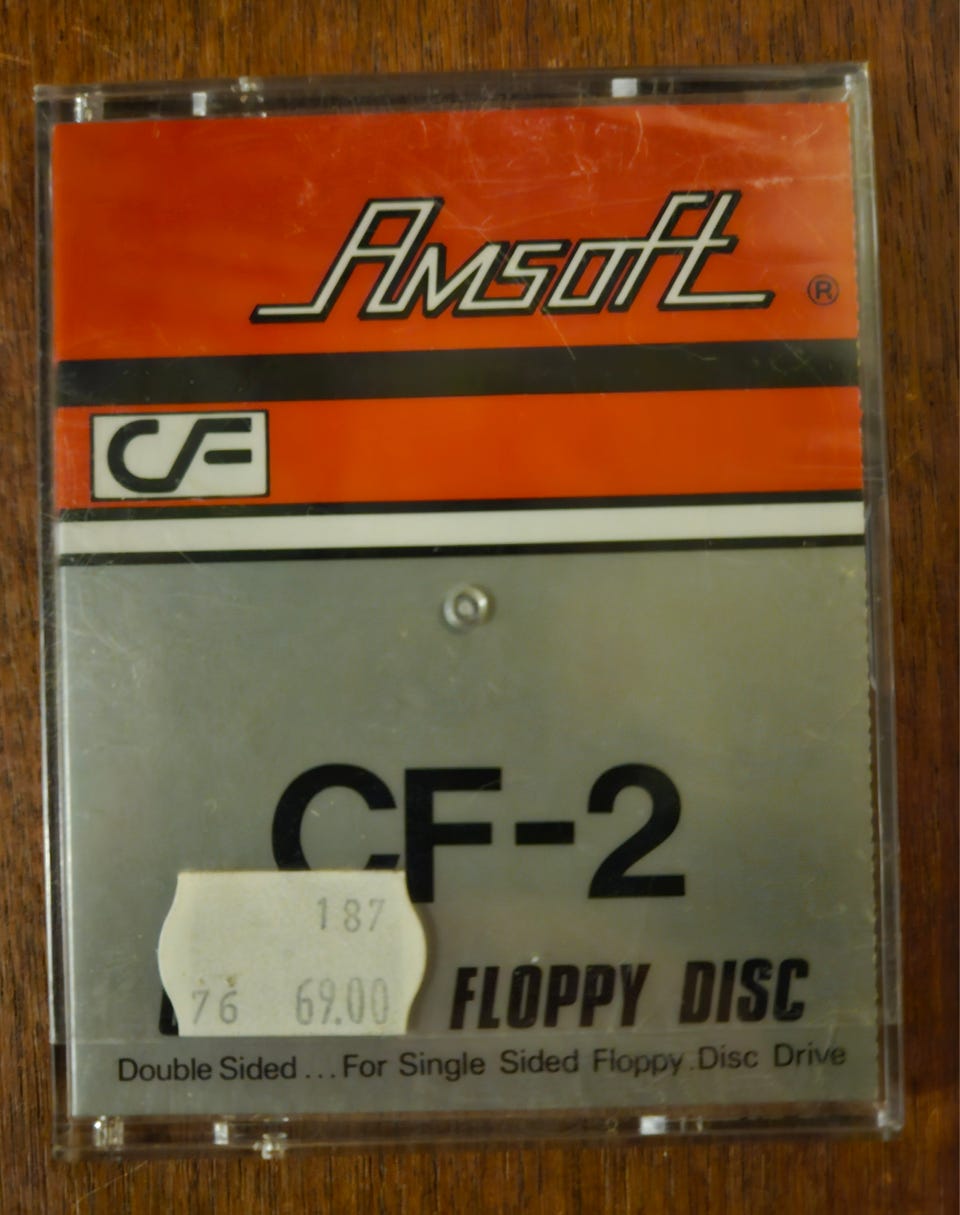 Amsoft ®
CF
CF-2
187
76 69.00
FLOPPY DISC
Double Sided ... For Single Sided Floppy Disc Drive